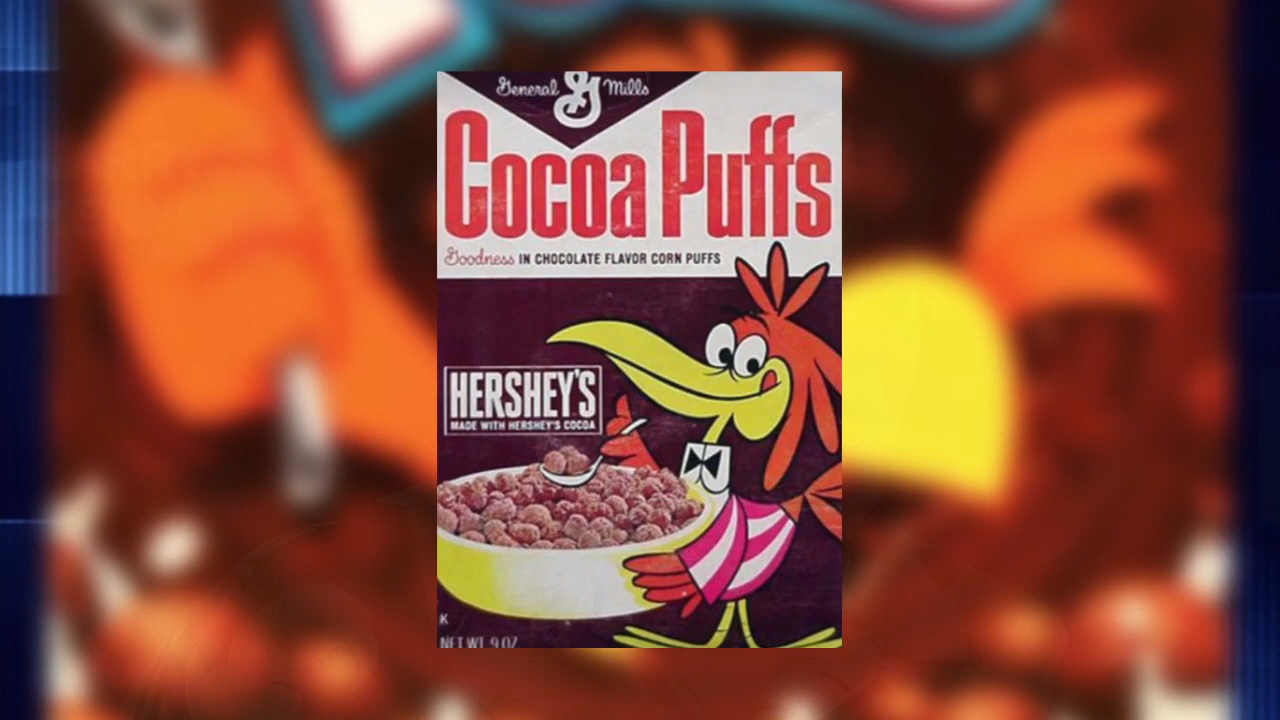 General G Mills
Cocoa Puffs
Goodness IN CHOCOLATE FLAVOR CORN PUFFS
HERSHEY'S
MADE WITH HERSHEY'S COCOA
K
NET WT. 9 OZ